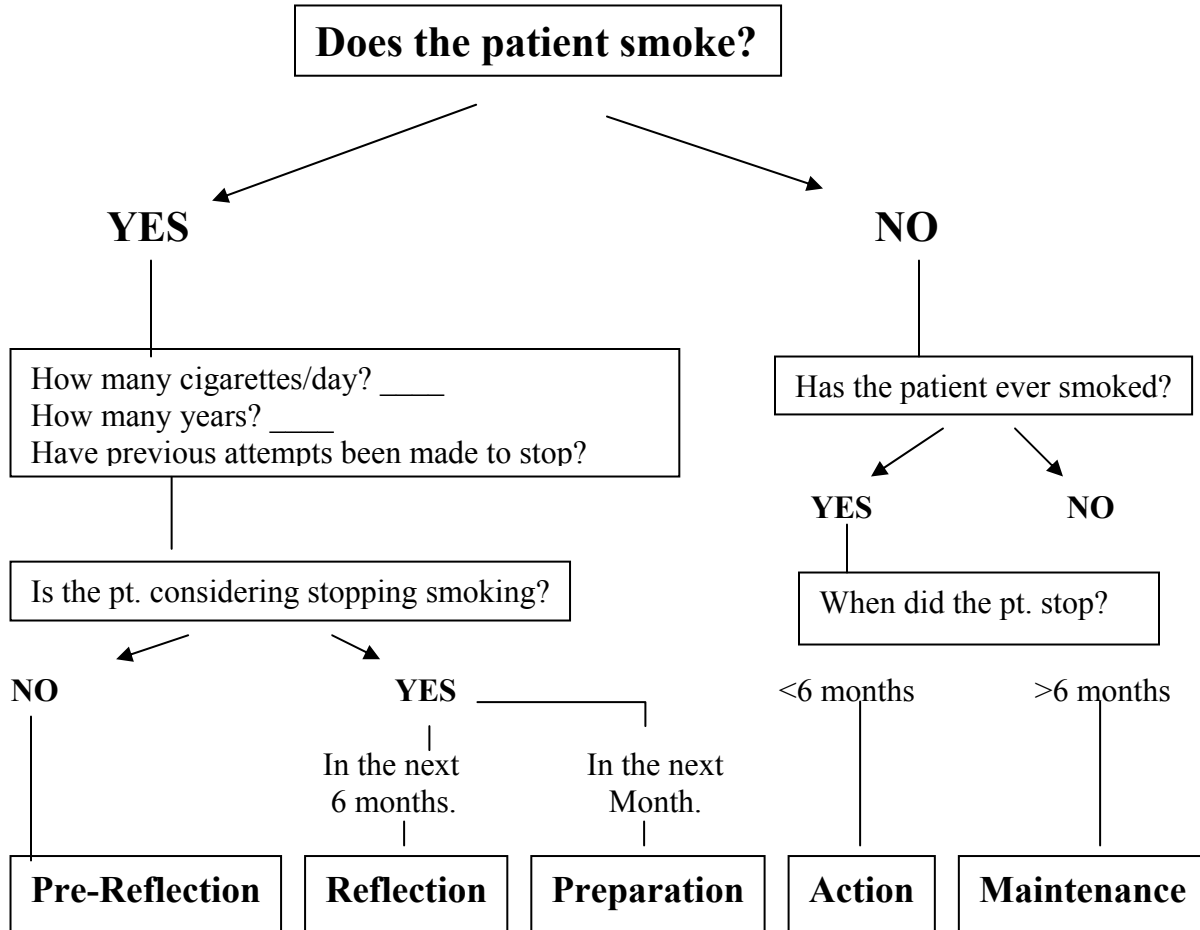 Does the patient smoke?
YES
NO
How many cigarettes/day? ____
How many years? ____
Have previous attempts been made to stop?
Has the patient ever smoked?
YES
NO
Is the pt. considering stopping smoking?
When did the pt. stop?
NO
YES
<6 months
>6 months
In the next
6 months.
In the next
Month.
Pre-Reflection
Reflection
Preparation
Action
Maintenance